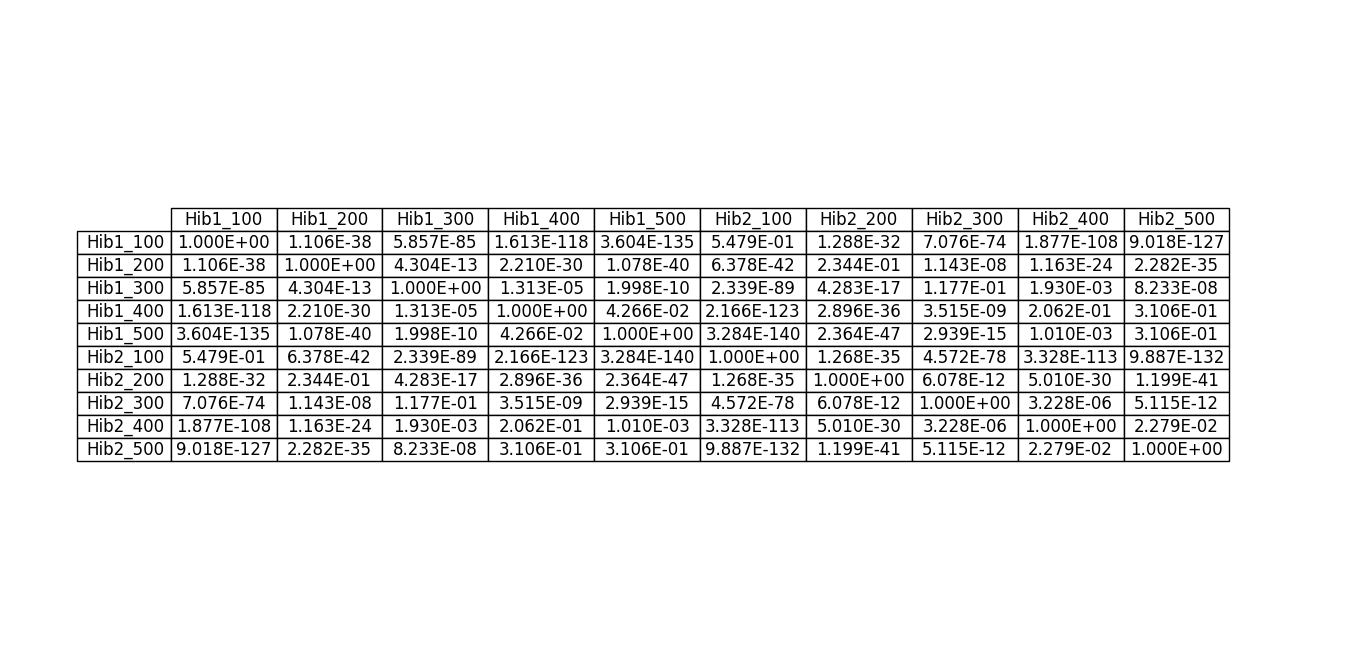 Hib1_100 Hib1_200 Hib1_300 Hib1_400 Hib1_500 Hib2_100 Hib2_200 Hib2_300 Hib2_400 Hib2_500
Hib1_100 1.000E+00 1.106E-38 5.857E-85 1.613E-118 3.604E-135 5.479E-01 1.288E-32 7.076E-74 1.877E-108 9.018E-127
Hib1_200 1.106E-38 1.000E+00 4.304E-13 2.210E-30 1.078E-40 6.378E-42 2.344E-01 1.143E-08 1.163E-24 2.282E-35
Hib1_300 5.857E-85 4.304E-13 1.000E+00 1.313E-05 1.998E-10 2.339E-89 4.283E-17 1.177E-01 1.930E-03 8.233E-08
Hib1_400 1.613E-118 2.210E-30 1.313E-05 1.000E+00 4.266E-02 2.166E-123 2.896E-36 3.515E-09 2.062E-01 3.106E-01
Hib1_500 3.604E-135 1.078E-40 1.998E-10 4.266E-02 1.000E+00 3.284E-140 2.364E-47 2.939E-15 1.010E-03 3.106E-01
Hib2_100 5.479E-01 6.378E-42 2.339E-89 2.166E-123 3.284E-140 1.000E+00 1.268E-35 4.572E-78 3.328E-113 9.887E-132
Hib2_200 1.288E-32 2.344E-01 4.283E-17 2.896E-36 2.364E-47 1.268E-35 1.000E+00 6.078E-12 5.010E-30 1.199E-41
Hib2_300 7.076E-74 1.143E-08 1.177E-01 3.515E-09 2.939E-15 4.572E-78 6.078E-12 1.000E+00 3.228E-06 5.115E-12
Hib2_400 1.877E-108 1.163E-24 1.930E-03 2.062E-01 1.010E-03 3.328E-113 5.010E-30 3.228E-06 1.000E+00 2.279E-02
Hib2_500 9.018E-127 2.282E-35 8.233E-08 3.106E-01 3.106E-01 9.887E-132 1.199E-41 5.115E-12 2.279E-02 1.000E+00